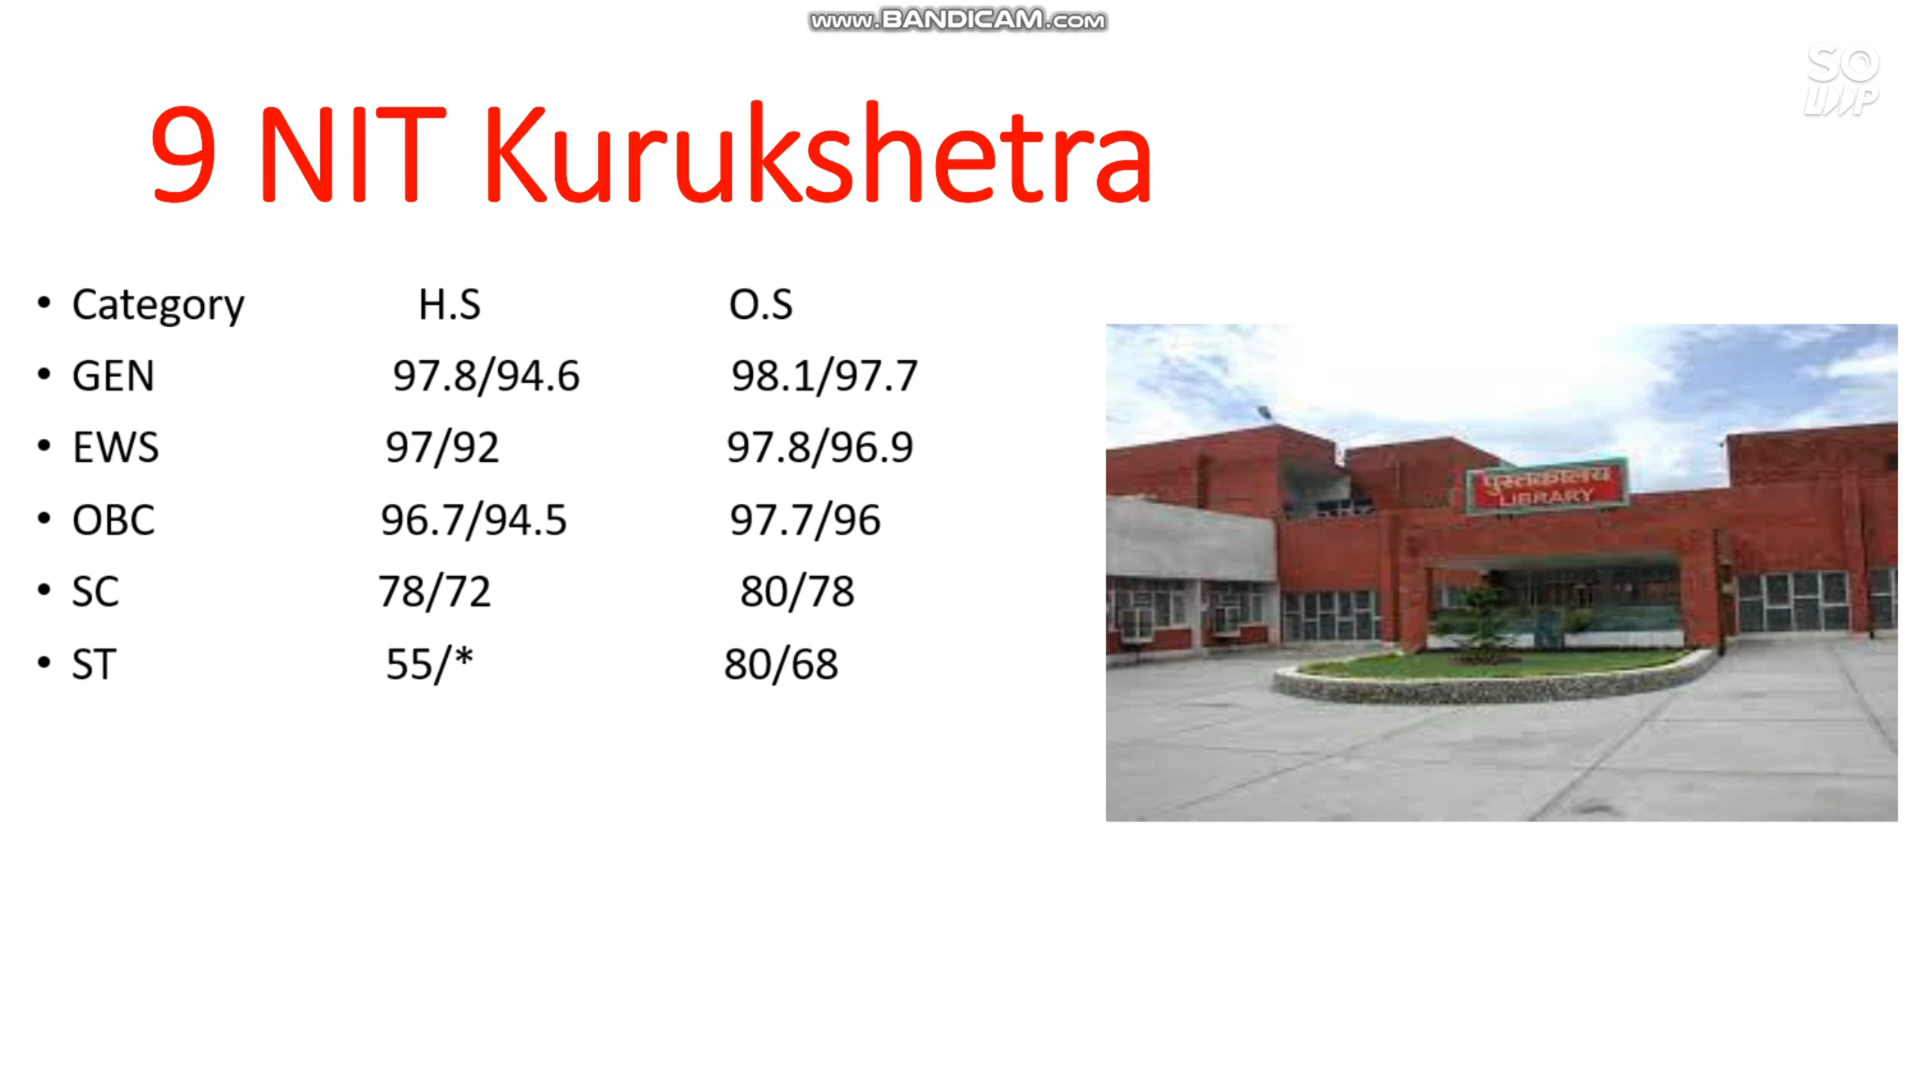 www.BANDICAM.com
SO
LOOP
9 NIT Kurukshetra
• Category H.S O.S
• GEN 97.8/94.6 98.1/97.7
• EWS 97/92 97.8/96.9
• OBC 96.7/94.5 97.7/96
• SC 78/72 80/78
• ST 55/* 80/68
पुस्तकालय
LIBRARY